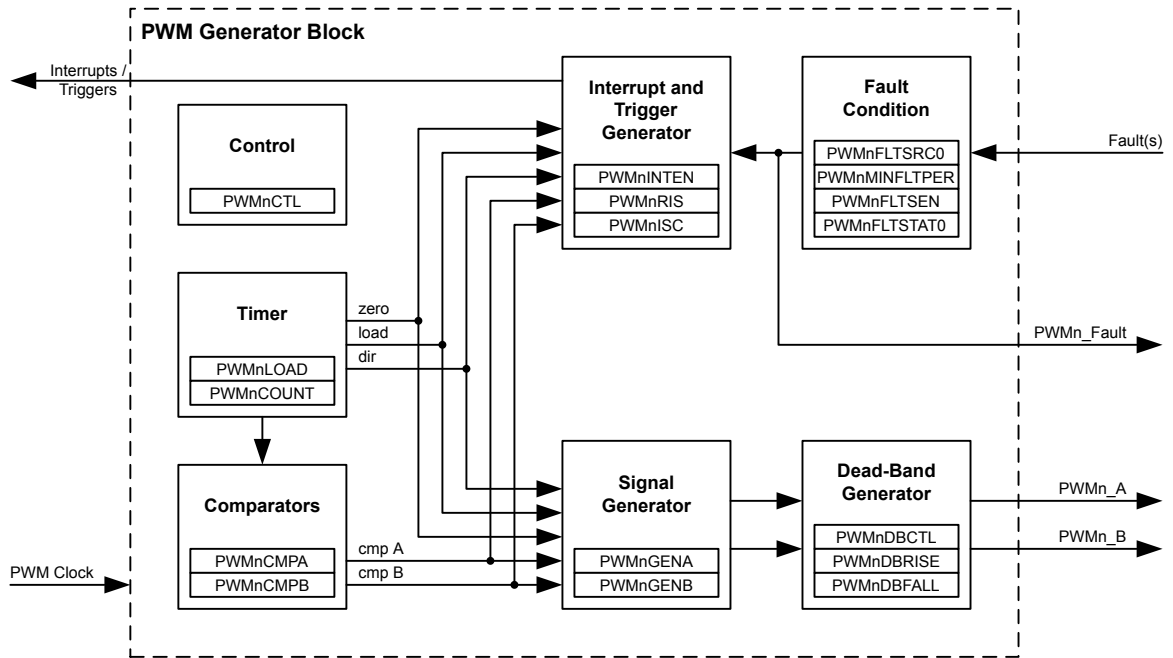 PWM Generator Block
Interrupts /
Triggers
Control
PWMnCTL
Interrupt and
Trigger
Generator
PWMnINTEN
PWMnRIS
PWMnISC
Fault
Condition
PWMnFLTSRC0
PWMnMINFLTPER
PWMnFLTSEN
PWMnFLTSTAT0
Fault(s)
Timer
PWMnLOAD
PWMnCOUNT
zero
load
dir
PWMn_Fault
Comparators
PWMnCMPA
PWMnCMPB
cmp A
cmp B
Signal
Generator
PWMnGENA
PWMnGENB
Dead-Band
Generator
PWMnDBCTL
PWMnDBRISE
PWMnDBFALL
PWMn_A
PWMn_B
PWM Clock